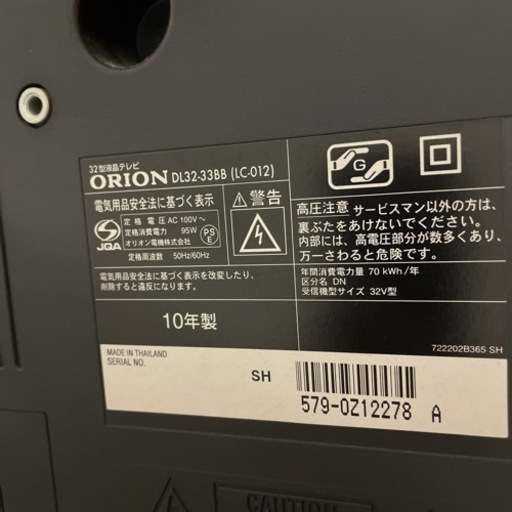 32型液晶テレビ
ORION DL32-33BB (LC-012)
電気用品安全法に基づく表示
JQA
定格電圧 AC 100V～
定格消費電力 95W
オリオン電機株式会社
定格周波数 50Hz/60Hz
PSE
警告
電気用品安全法に基づく表示を改変したり、
削除すると違反になります。
G
高圧注意 サービスマン以外の方は、
裏ぶたをあけないでください。
内部には、高電圧部分が数多くあり、
万一さわると危険です。
年間消費電力量 70 kWh/年
区分名 DN
受信機型サイズ 32V型
10年製
722202B365 SH
MADE IN THAILAND
SERIAL NO.
SH
579-0Z12278 A
CAUTION